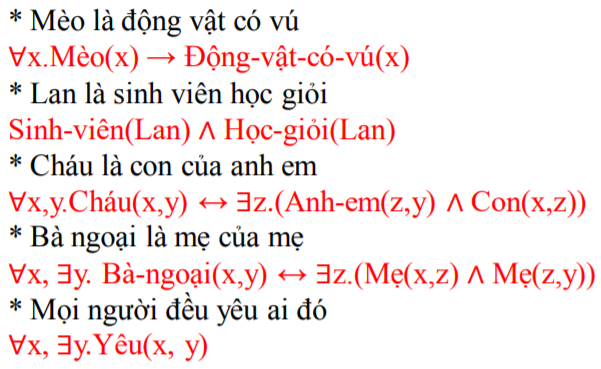 * Mèo là động vật có vú
∀x.Mèo(x) → Động-vật-có-vú(x)
* Lan là sinh viên học giỏi
Sinh-viên(Lan) ∧ Học-giỏi(Lan)
* Cháu là con của anh em
∀x,y.Cháu(x,y) ↔ ∃z.(Anh-em(z,y) ∧ Con(x,z))
* Bà ngoại là mẹ của mẹ
∀x, ∃y. Bà-ngoại(x,y) ↔ ∃z.(Mẹ(x,z) ∧ Mẹ(z,y))
* Mọi người đều yêu ai đó
∀x, ∃y.Yêu(x, y)